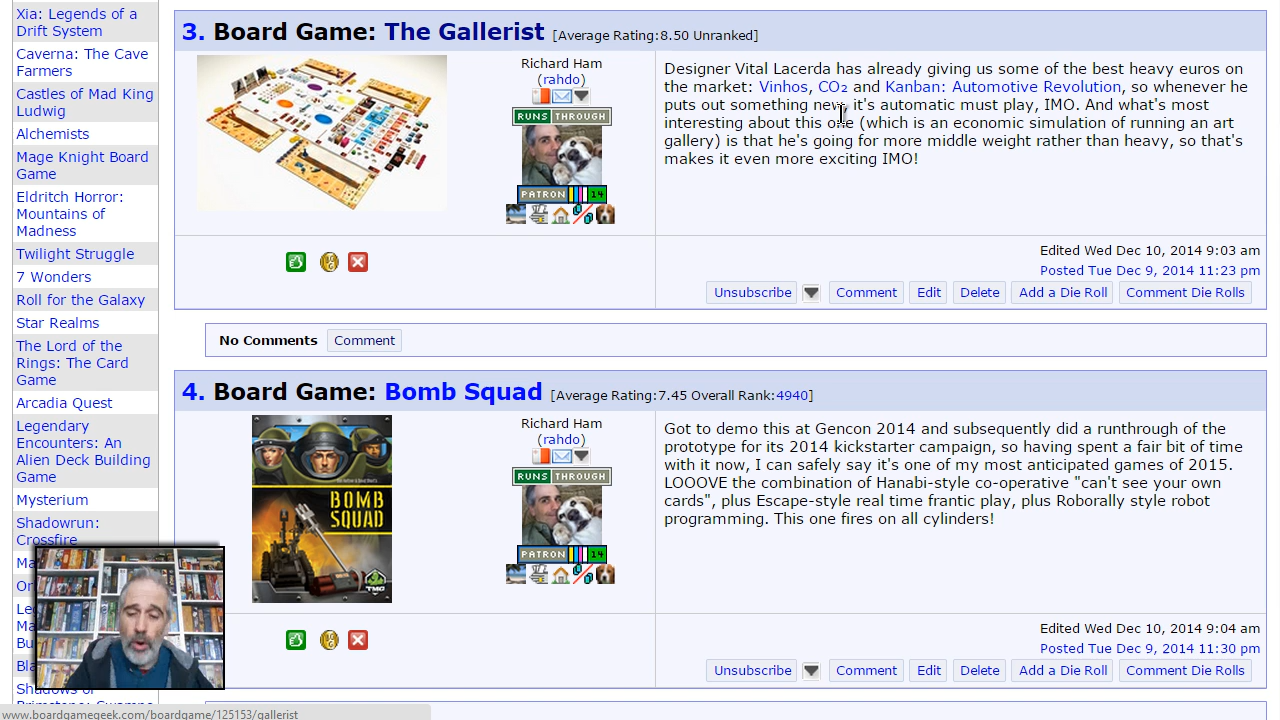 Xia: Legends of a
Drift System
Caverna: The Cave
Farmers
Castles of Mad King
Ludwig
Alchemists
Mage Knight Board
Game
Eldritch Horror:
Mountains of
Madness
Twilight Struggle
7 Wonders
Roll for the Galaxy
Star Realms
The Lord of the
Rings: The Card
Game
Arcadia Quest
Legendary
Encounters: An
Alien Deck Building
Game
Mysterium
Shadowrun:
Crossfire
3. Board Game: The Gallerist [Average Rating:8.50 Unranked]
Richard Ham
(rahdo)
RUNS THROUGH
PATRON 14
Designer Vital Lacerda has already giving us some of the best heavy euros on
the market: Vinhos, CO₂ and Kanban: Automotive Revolution, so whenever he
puts out something new it's automatic must play, IMO. And what's most
interesting about this one (which is an economic simulation of running an art
gallery) is that he's going for more middle weight rather than heavy, so that's
makes it even more exciting IMO!
Edited Wed Dec 10, 2014 9:03 am
Posted Tue Dec 9, 2014 11:23 pm
Unsubscribe Comment Edit Delete Add a Die Roll Comment Die Rolls
No Comments Comment
4. Board Game: Bomb Squad [Average Rating:7.45 Overall Rank:4940]
BOMB
SQUAD
TMG
Richard Ham
(rahdo)
RUNS THROUGH
PATRON 14
Got to demo this at Gencon 2014 and subsequently did a runthrough of the
prototype for its 2014 kickstarter campaign, so having spent a fair bit of time
with it now, I can safely say it's one of my most anticipated games of 2015.
LOOOVE the combination of Hanabi-style co-operative "can't see your own
cards", plus Escape-style real time frantic play, plus Roborally style robot
programming. This one fires on all cylinders!
Edited Wed Dec 10, 2014 9:04 am
Posted Tue Dec 9, 2014 11:30 pm
Unsubscribe Comment Edit Delete Add a Die Roll Comment Die Rolls
www.boardgamegeek.com/boardgame/125153/gallerist